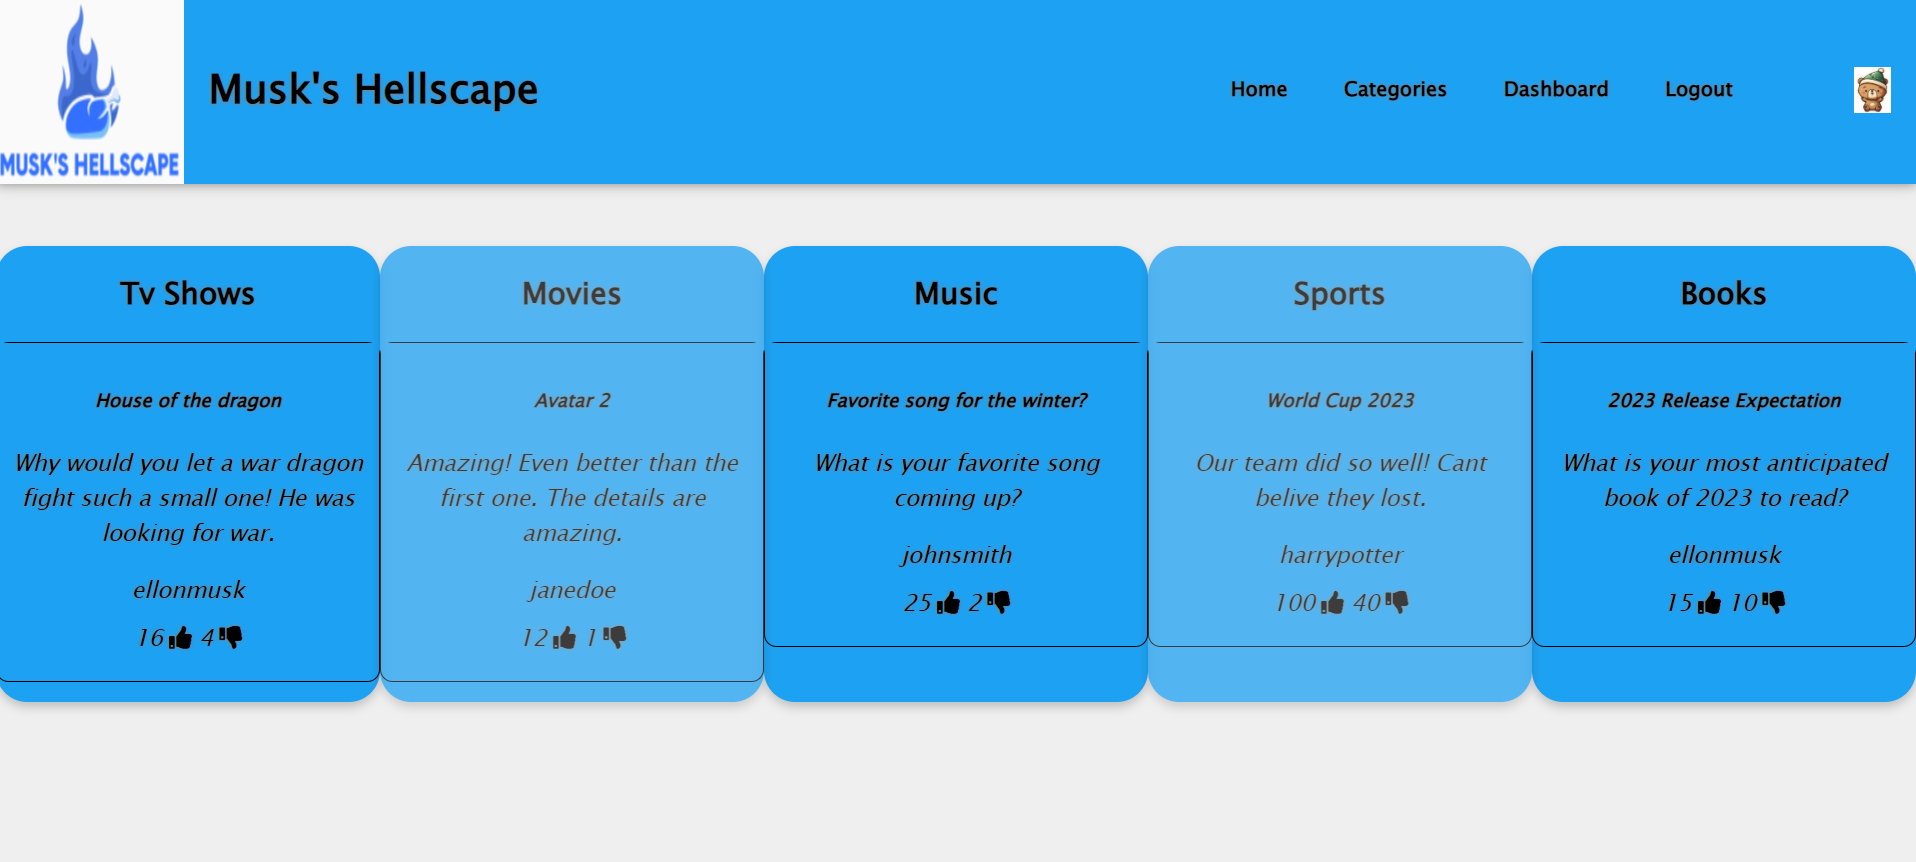 MUSK'S HELLSCAPE
Musk's Hellscape
Home
Categories
Dashboard
Logout
Tv Shows
House of the dragon
Why would you let a war dragon
fight such a small one! He was
looking for war.
ellonmusk
16 4
Movies
Avatar 2
Amazing! Even better than the
first one. The details are
amazing.
janedoe
12 1
Music
Favorite song for the winter?
What is your favorite song
coming up?
johnsmith
25 2
Sports
World Cup 2023
Our team did so well! Cant
belive they lost.
harrypotter
100 40
Books
2023 Release Expectation
What is your most anticipated
book of 2023 to read?
ellonmusk
15 10